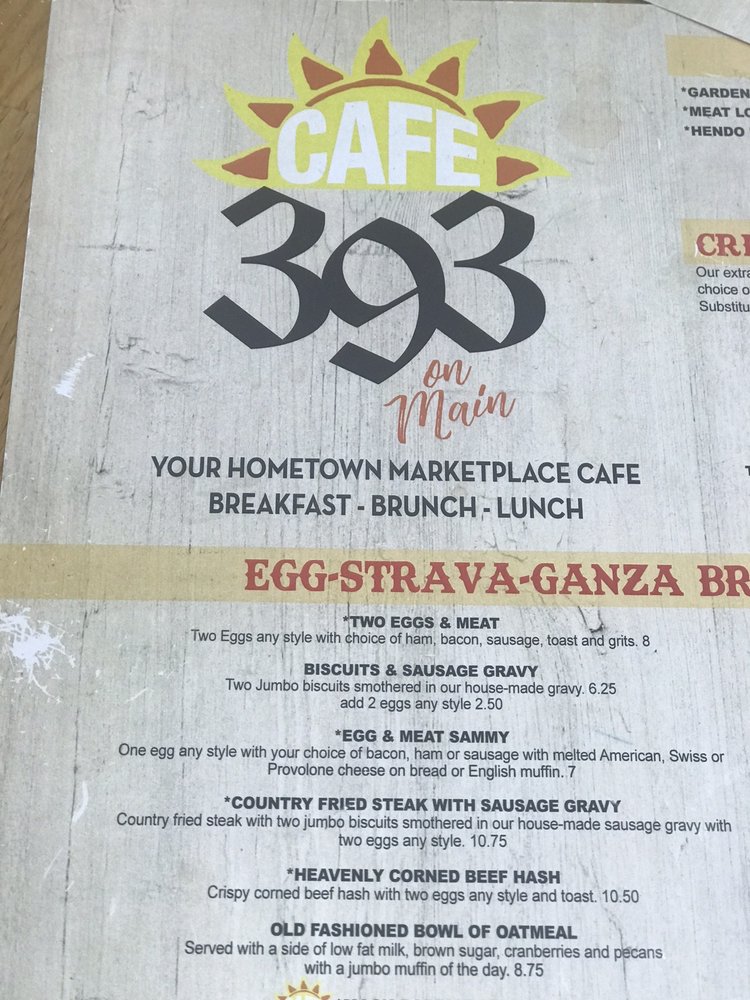 CAFE
393
on
Main
YOUR HOMETOWN MARKETPLACE CAFE
BREAKFAST - BRUNCH - LUNCH
EGG-STRAVA-GANZA
*TWO EGGS & MEAT
Two Eggs any style with choice of ham, bacon, sausage, toast and grits. 8
BISCUITS & SAUSAGE GRAVY
Two Jumbo biscuits smothered in our house-made gravy. 6.25
add 2 eggs any style 2.50
*EGG & MEAT SAMMY
One egg any style with your choice of bacon, ham or sausage with melted American, Swiss or
Provolone cheese on bread or English muffin. 7
*COUNTRY FRIED STEAK WITH SAUSAGE GRAVY
Country fried steak with two jumbo biscuits smothered in our house-made sausage gravy with
two eggs any style. 10.75
*HEAVENLY CORNED BEEF HASH
Crispy corned beef hash with two eggs any style and toast. 10.50
OLD FASHIONED BOWL OF OATMEAL
Served with a side of low fat milk, brown sugar, cranberries and pecans
with a jumbo muffin of the day. 8.75
*GARDEN
*MEAT
*HENDO
Our
choice